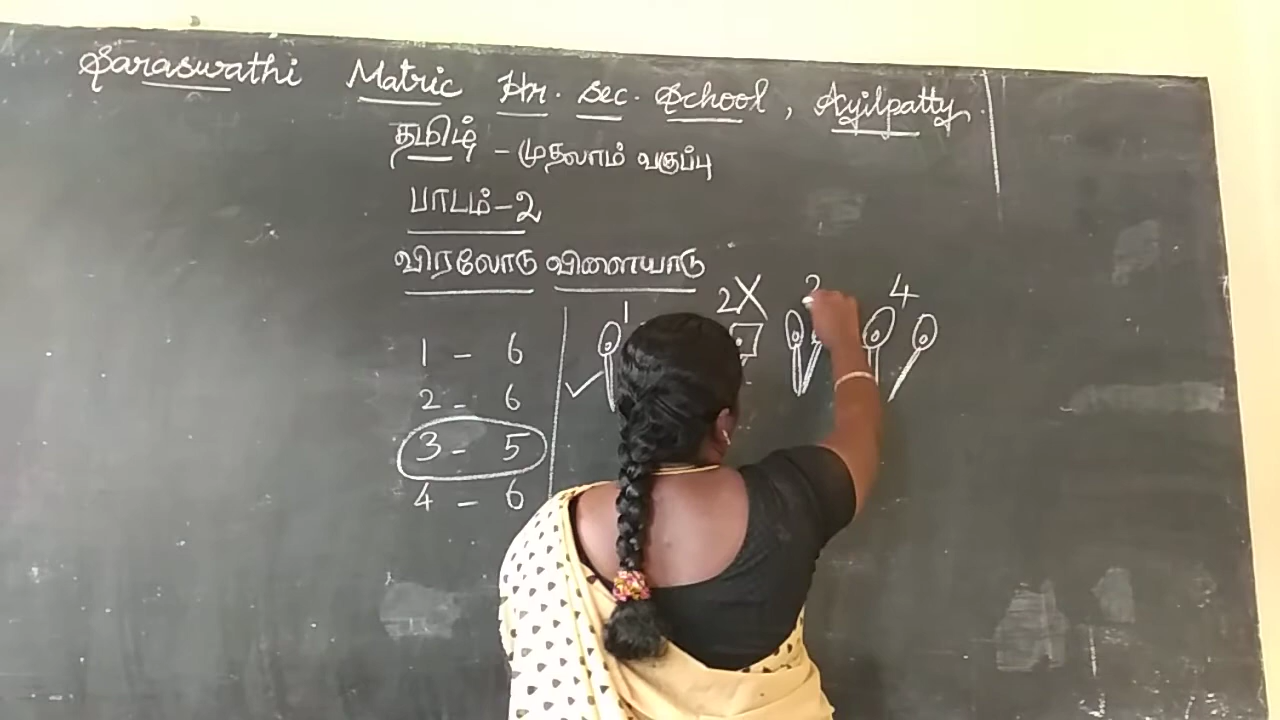 Saraswathi Matric Hr. Sec. School, Ayilpatty.
தமிழ் - முதலாம் வகுப்பு
பாடம்-2
விரலோடு விளையாடு
1 2X 3 4
1 - 6
2 - 6
3 - 5
4 - 6